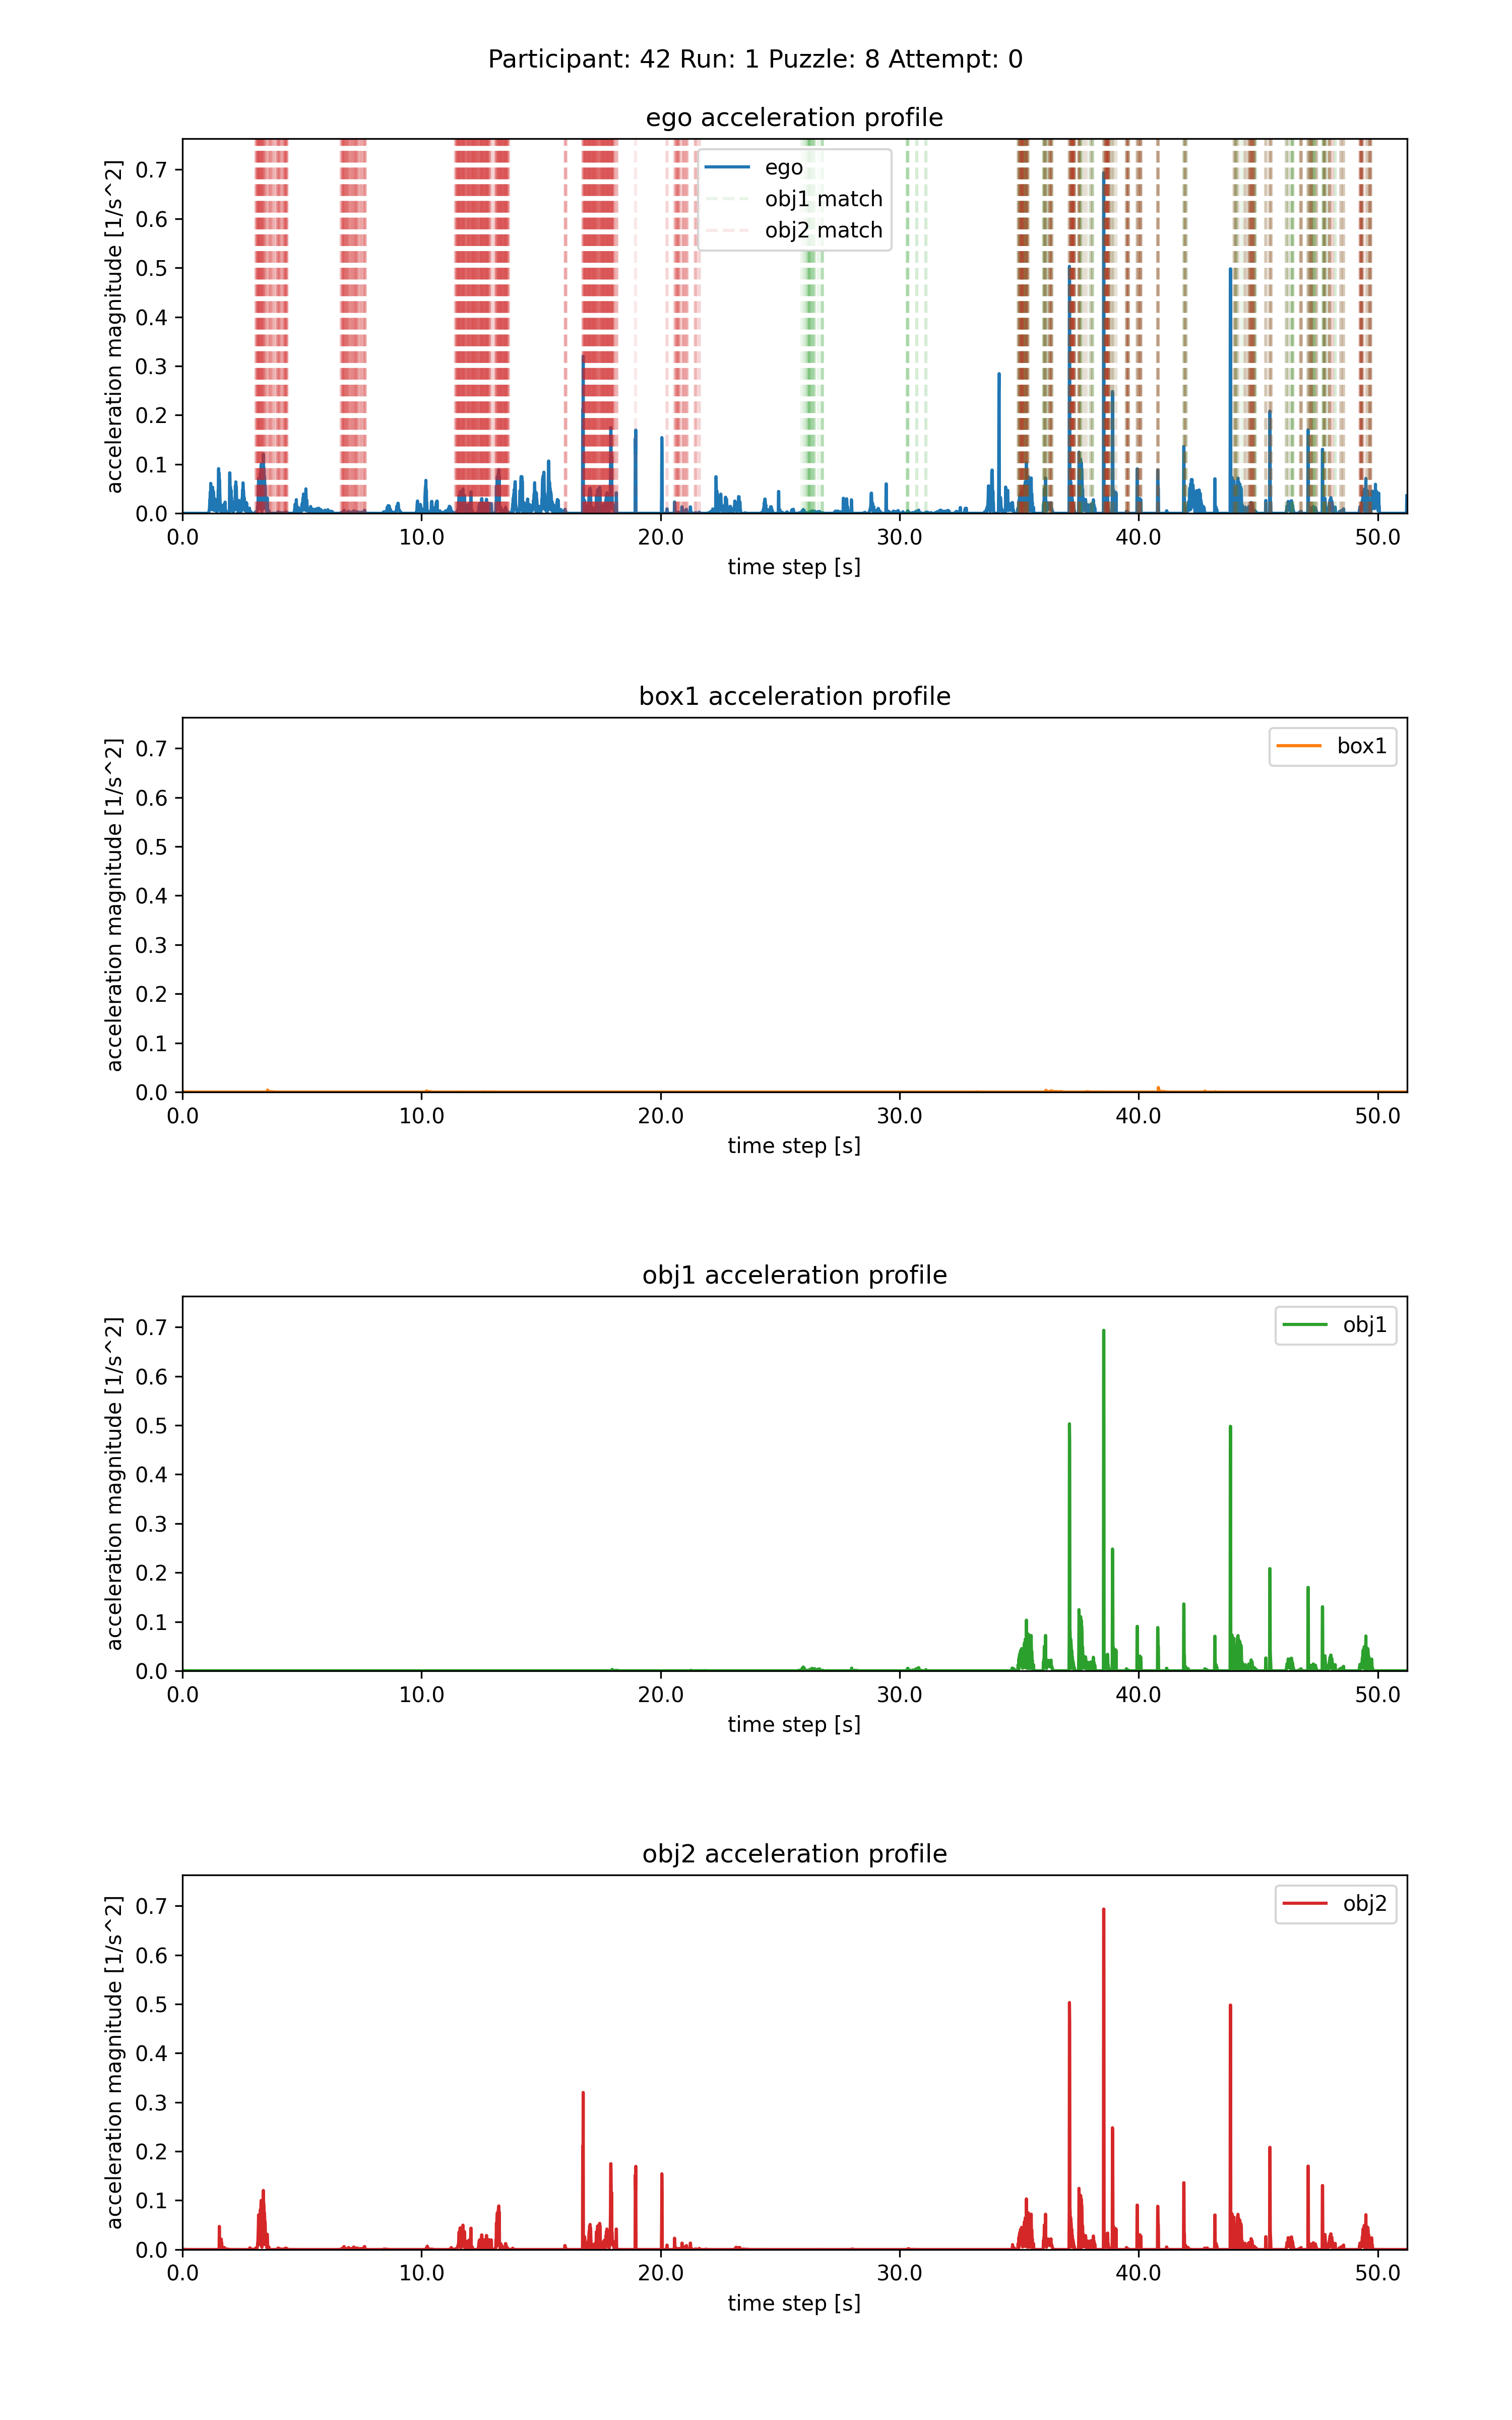 Participant: 42 Run: 1 Puzzle: 8 Attempt: 0
ego acceleration profile
acceleration magnitude [1/s^2]
0.7
0.6
0.5
0.4
0.3
0.2
0.1
0.0
ego
obj1 match
obj2 match
0.0 10.0 20.0 30.0 40.0 50.0
time step [s]
box1 acceleration profile
acceleration magnitude [1/s^2]
0.7
0.6
0.5
0.4
0.3
0.2
0.1
0.0
box1
0.0 10.0 20.0 30.0 40.0 50.0
time step [s]
obj1 acceleration profile
acceleration magnitude [1/s^2]
0.7
0.6
0.5
0.4
0.3
0.2
0.1
0.0
obj1
0.0 10.0 20.0 30.0 40.0 50.0
time step [s]
obj2 acceleration profile
acceleration magnitude [1/s^2]
0.7
0.6
0.5
0.4
0.3
0.2
0.1
0.0
obj2
0.0 10.0 20.0 30.0 40.0 50.0
time step [s]